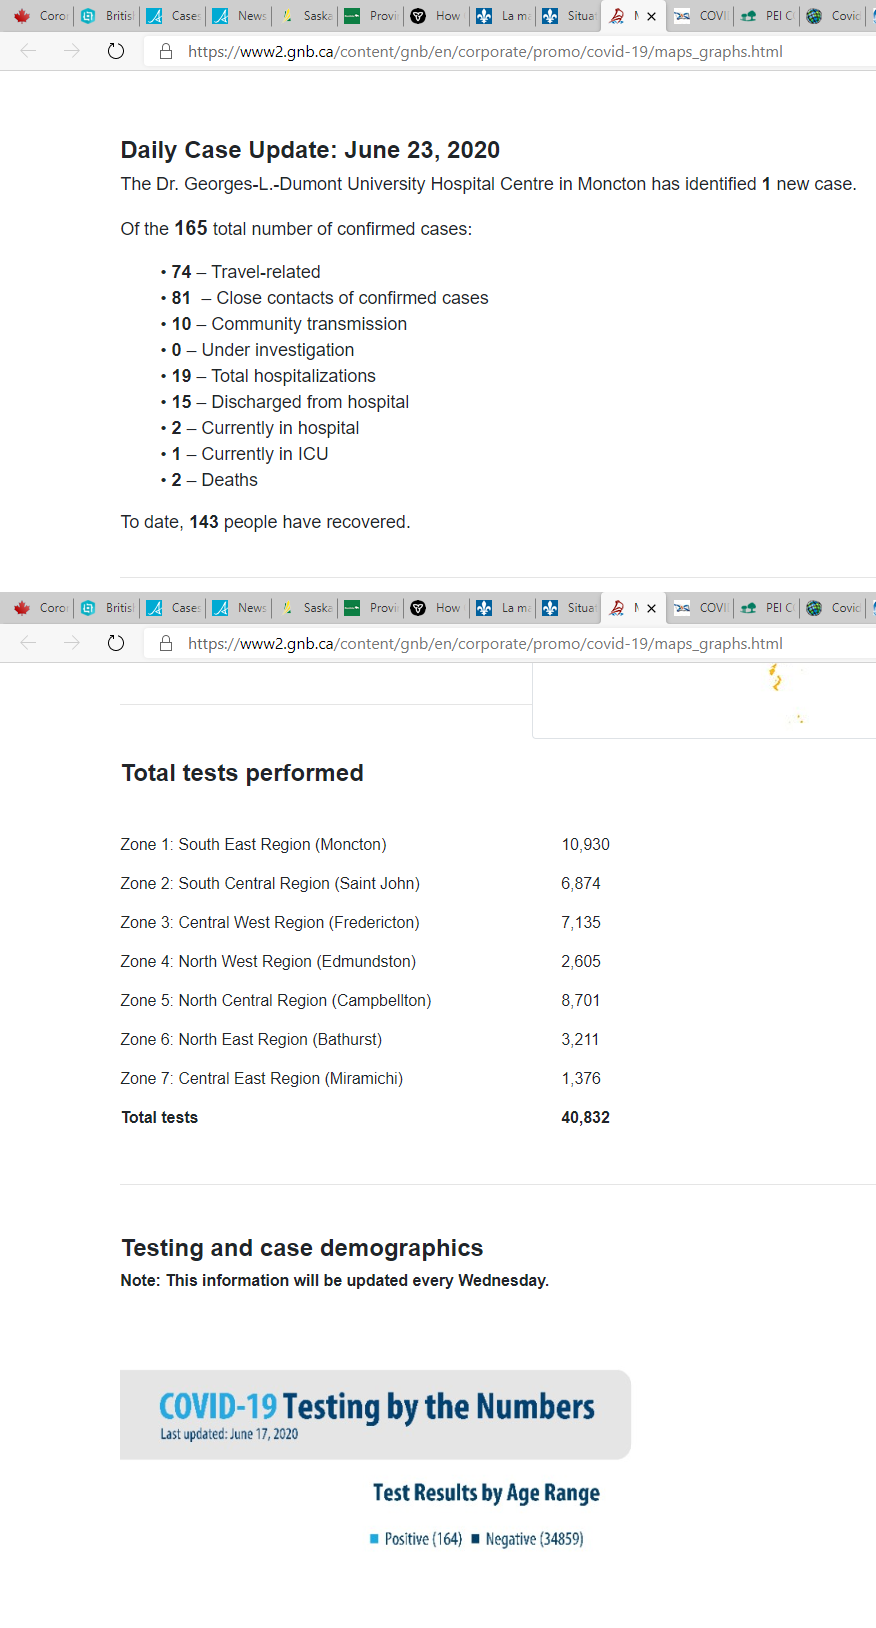 Coror Britisl Cases News Saska Provi How La ma Situat COVI PEI C Covid
https://www2.gnb.ca/content/gnb/en/corporate/promo/covid-19/maps_graphs.html
Daily Case Update: June 23, 2020
The Dr. Georges-L.-Dumont University Hospital Centre in Moncton has identified 1 new case.
Of the 165 total number of confirmed cases:
• 74 – Travel-related
• 81 – Close contacts of confirmed cases
• 10 – Community transmission
• 0 – Under investigation
• 19 – Total hospitalizations
• 15 – Discharged from hospital
• 2 – Currently in hospital
• 1 – Currently in ICU
• 2 – Deaths
To date, 143 people have recovered.
Coror Britisl Cases News Saska Provi How La ma Situat COVI PEI C Covid
https://www2.gnb.ca/content/gnb/en/corporate/promo/covid-19/maps_graphs.html
Total tests performed
Zone 1: South East Region (Moncton) 10,930
Zone 2: South Central Region (Saint John) 6,874
Zone 3: Central West Region (Fredericton) 7,135
Zone 4: North West Region (Edmundston) 2,605
Zone 5: North Central Region (Campbellton) 8,701
Zone 6: North East Region (Bathurst) 3,211
Zone 7: Central East Region (Miramichi) 1,376
Total tests 40,832
Testing and case demographics
Note: This information will be updated every Wednesday.
COVID-19 Testing by the Numbers
Last updated: June 17, 2020
Test Results by Age Range
Positive (164) Negative (34859)